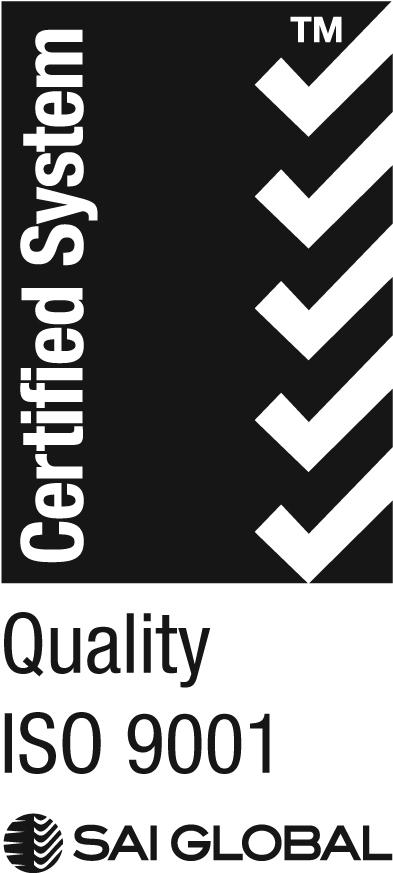 TM
Certified System
Quality
ISO 9001
SAI GLOBAL